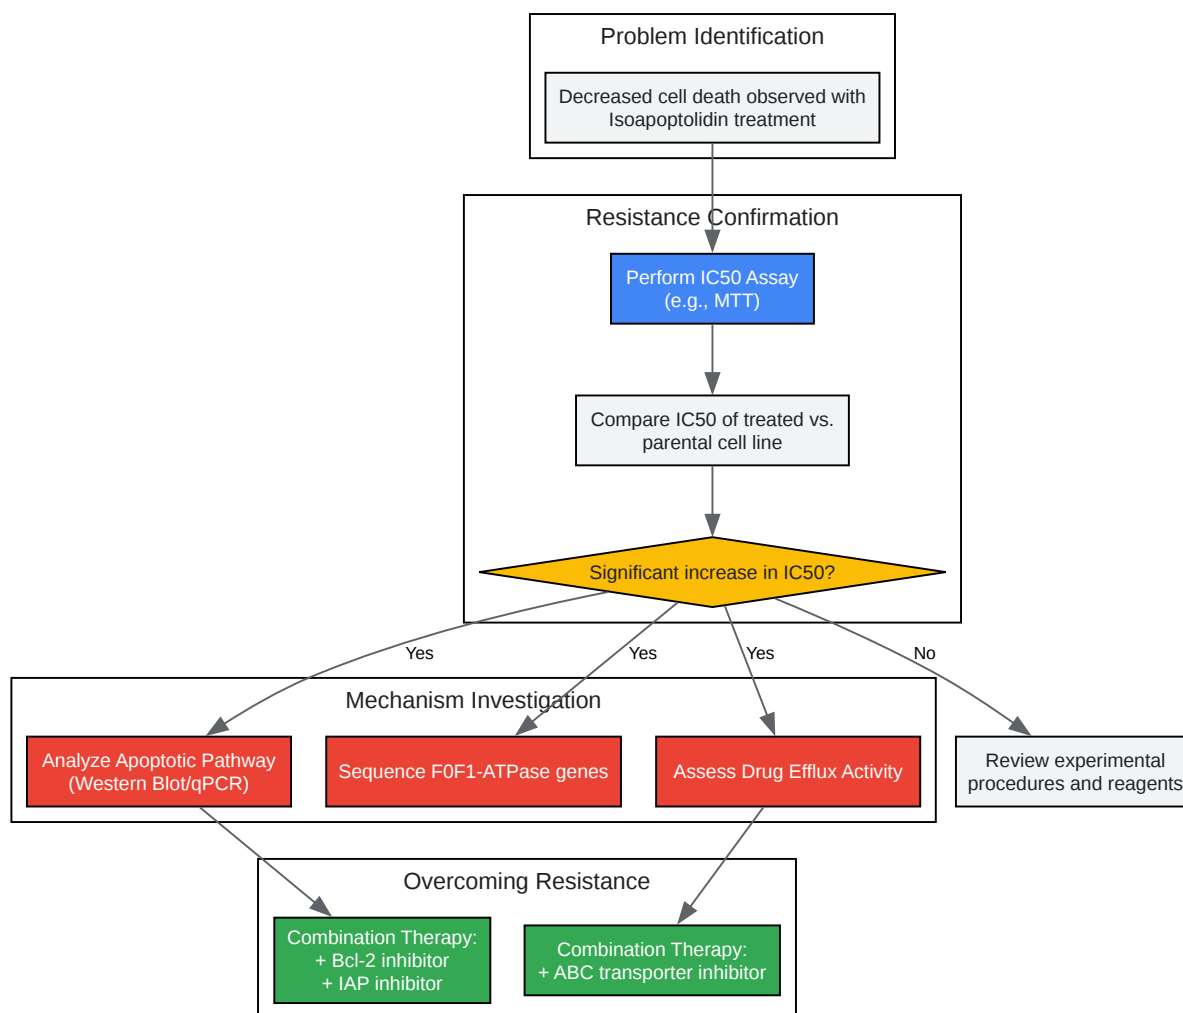 Problem Identification
Decreased cell death observed with
Isoapoptolidin treatment
Resistance Confirmation
Perform IC50 Assay
(e.g., MTT)
Compare IC50 of treated vs.
parental cell line
Significant increase in IC50?
Yes
Yes
Yes
No
Mechanism Investigation
Analyze Apoptotic Pathway
(Western Blot/qPCR)
Sequence F0F1-ATPase genes
Assess Drug Efflux Activity
Review experimental
procedures and reagents
Overcoming Resistance
Combination Therapy:
+ Bcl-2 inhibitor
+ IAP inhibitor
Combination Therapy:
+ ABC transporter inhibitor